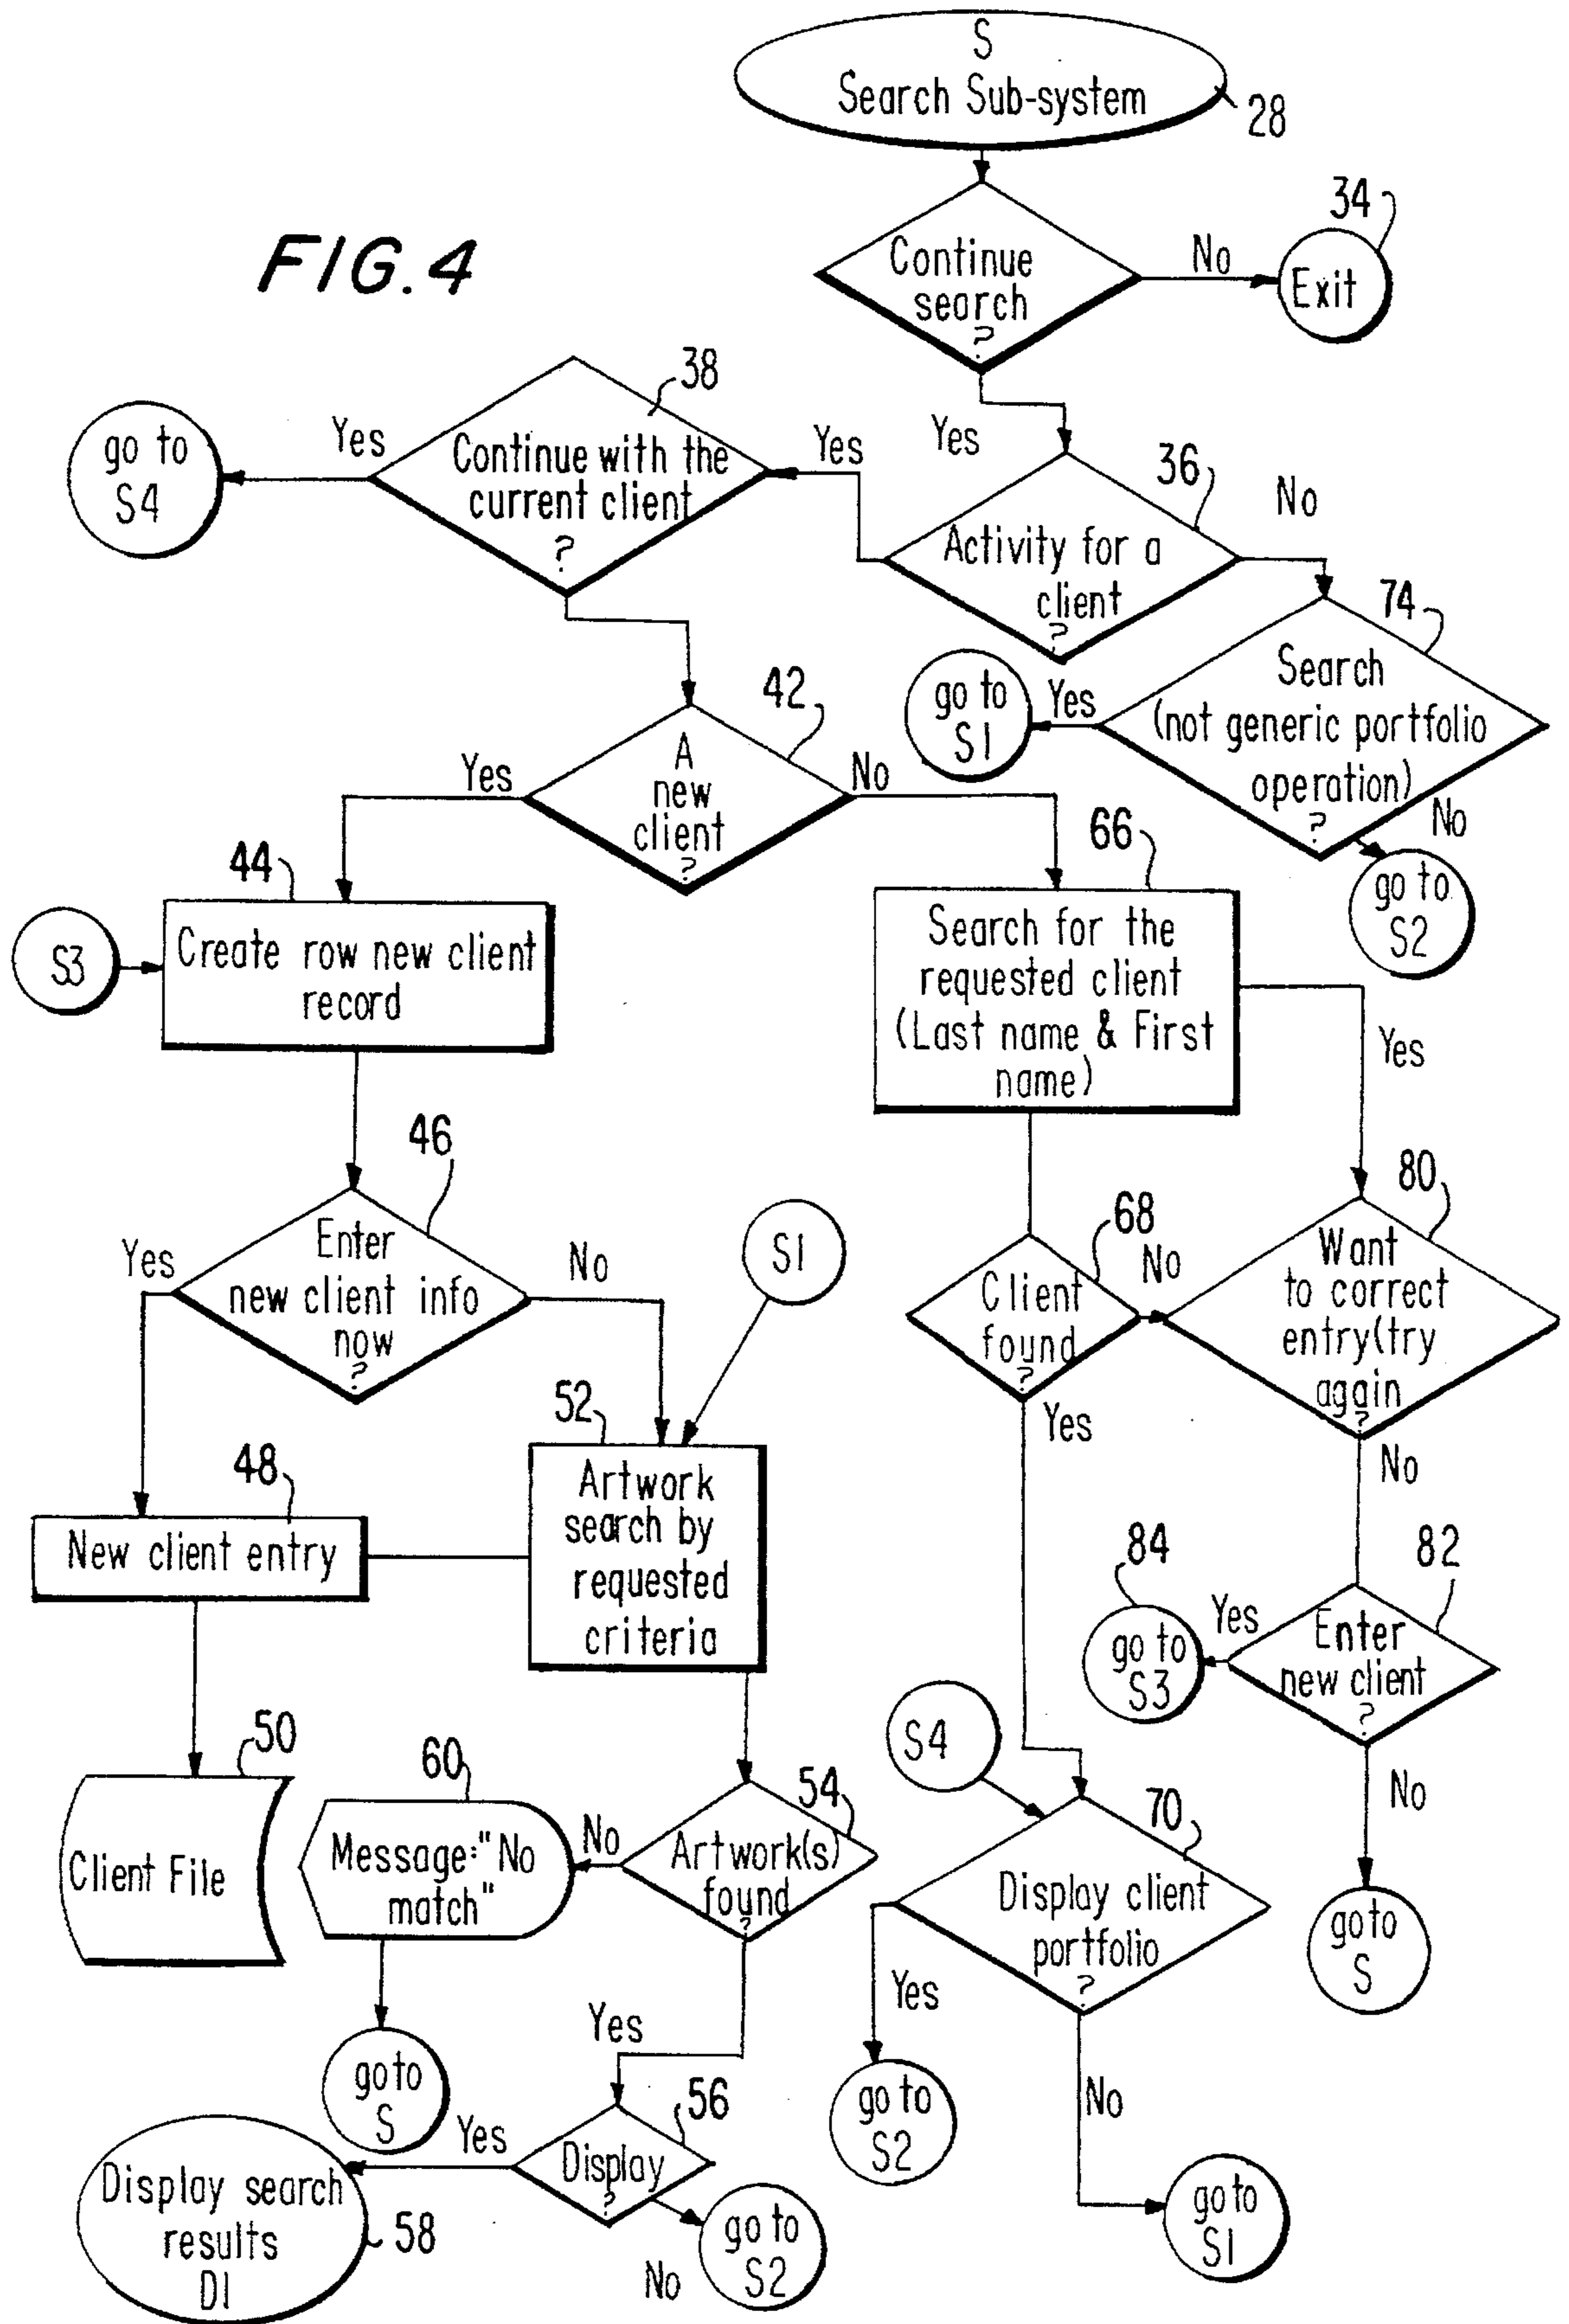 S
Search Sub-system
28
FIG.4
Continue
search
?
No
34
Exit
Yes
38
Continue with the
current client
?
Yes
go to
S4
Yes
36
Activity for a
client
?
No
74
Search
(not generic portfolio
operation)
?
Yes
go to
S1
No
go to
S2
42
A
new
client
?
Yes
No
44
Create row new client
record
S3
66
Search for the
requested client
(Last name & First
name)
Yes
46
Enter
new client info
now
?
Yes
No
S1
68
Client
found
?
No
Yes
80
Want
to correct
entry(try
again
?
No
52
Artwork
search by
requested
criteria
48
New client entry
84
go to
S3
Yes
82
Enter
new client
?
No
go to
S
50
Client File
60
Message:"No
match"
No
54
Artwork(s)
found
?
S4
70
Display client
portfolio
?
Yes
go to
S2
No
go to
S1
go to
S
Yes
56
Display
?
Yes
Display search
results
D1
58
No
go to
S2